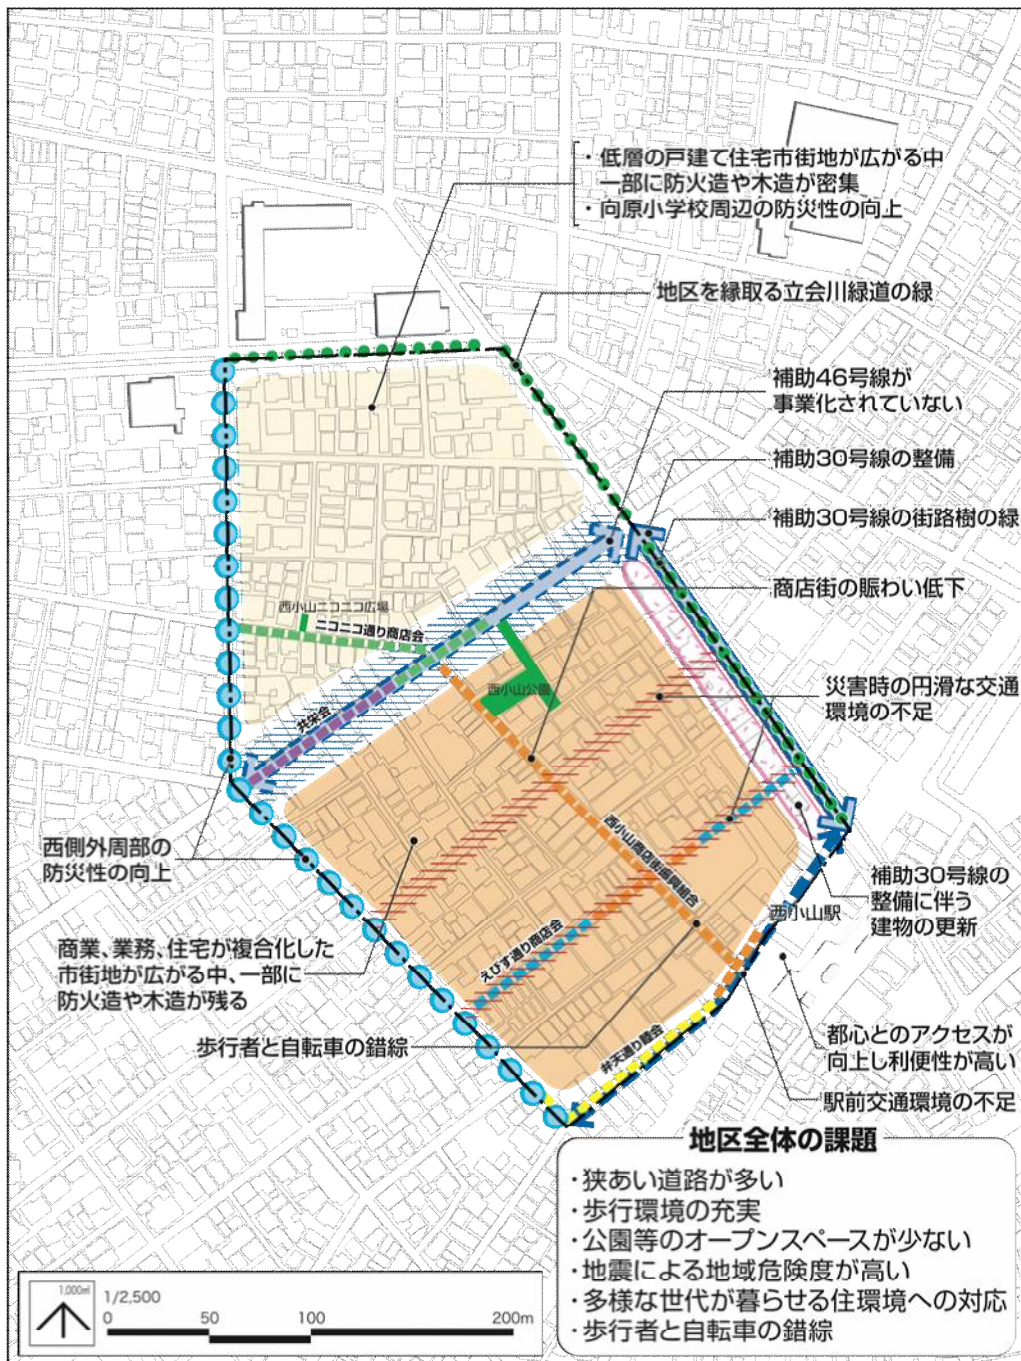 ・低層の戸建て住宅市街地が広がる中
一部に防火造や木造が密集
・向原小学校周辺の防災性の向上
地区を縁取る立会川緑道の緑
補助46号線が
事業化されていない
補助30号線の整備
補助30号線の街路樹の緑
商店街の賑わい低下
西小山ニコニコ広場
ニコニコ通り商店会
西小山公園
共栄会
災害時の円滑な交通
環境の不足
西小山商店街振興組合
西側外周部の
防災性の向上
補助30号線の
整備に伴う
建物の更新
西小山駅
えびす通り商店会
商業、業務、住宅が複合化した
市街地が広がる中、一部に
防火造や木造が残る
歩行者と自転車の錯綜
弁天通り睦会
都心とのアクセスが
向上し利便性が高い
駅前交通環境の不足
地区全体の課題
・狭あい道路が多い
・歩行環境の充実
・公園等のオープンスペースが少ない
・地震による地域危険度が高い
・多様な世代が暮らせる住環境への対応
・歩行者と自転車の錯綜
1,000㎡
1/2,500
0 50 100 200m